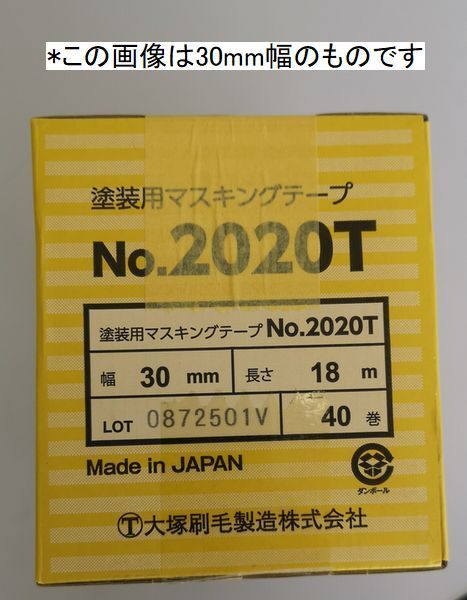 *この画像は30mm幅のものです
塗装用マスキングテープ
No.2020T
塗装用マスキングテープ No.2020T
幅 30 mm 長さ 18 m
LOT 0872501V 40 巻
Made in JAPAN
ダンボール
T 大塚刷毛製造株式会社